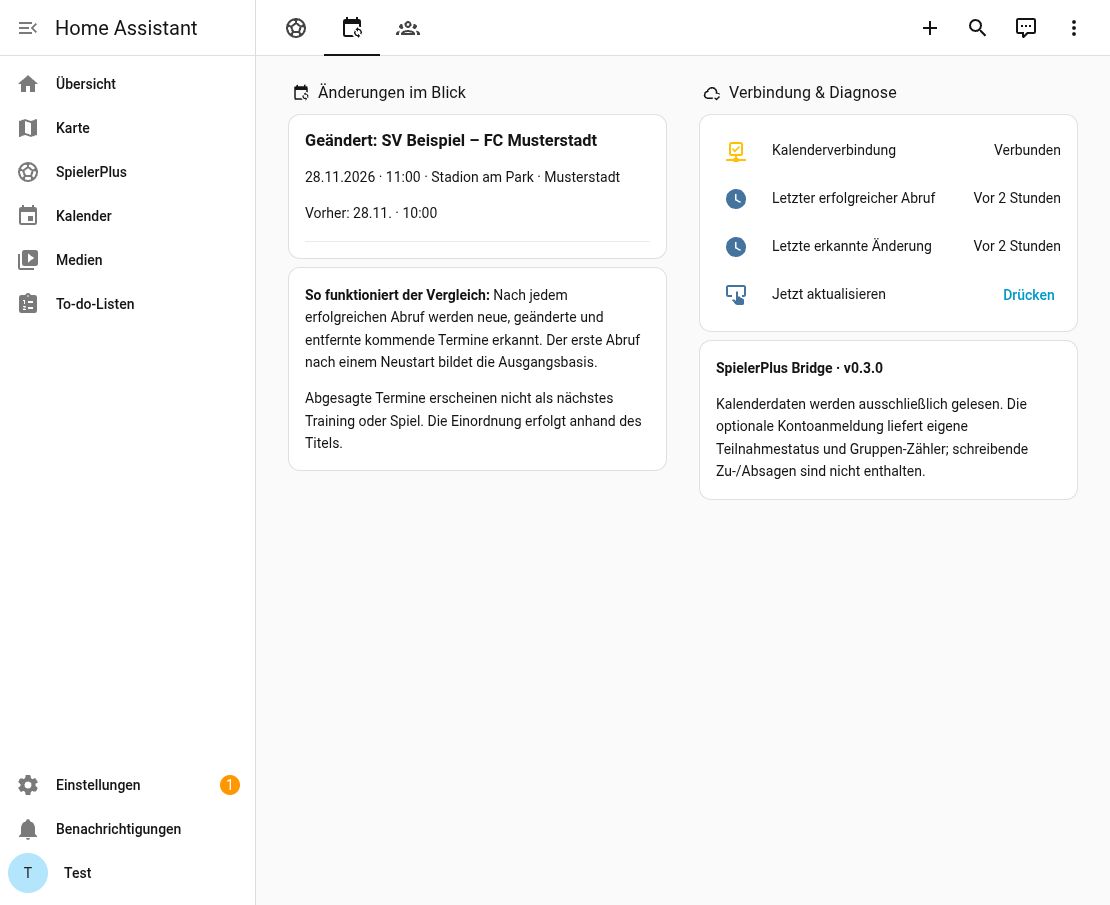 Home Assistant
Übersicht
Karte
SpielerPlus
Kalender
Medien
To-do-Listen
Einstellungen
1
Benachrichtigungen
T
Test
Änderungen im Blick
Geändert: SV Beispiel – FC Musterstadt
28.11.2026 · 11:00 · Stadion am Park · Musterstadt
Vorher: 28.11. · 10:00
So funktioniert der Vergleich: Nach jedem
erfolgreichen Abruf werden neue, geänderte und
entfernte kommende Termine erkannt. Der erste Abruf
nach einem Neustart bildet die Ausgangsbasis.
Abgesagte Termine erscheinen nicht als nächstes
Training oder Spiel. Die Einordnung erfolgt anhand des
Titels.
Verbindung & Diagnose
Kalenderverbindung Verbunden
Letzter erfolgreicher Abruf Vor 2 Stunden
Letzte erkannte Änderung Vor 2 Stunden
Jetzt aktualisieren Drücken
SpielerPlus Bridge · v0.3.0
Kalenderdaten werden ausschließlich gelesen. Die
optionale Kontoanmeldung liefert eigene
Teilnahmestatus und Gruppen-Zähler; schreibende
Zu-/Absagen sind nicht enthalten.